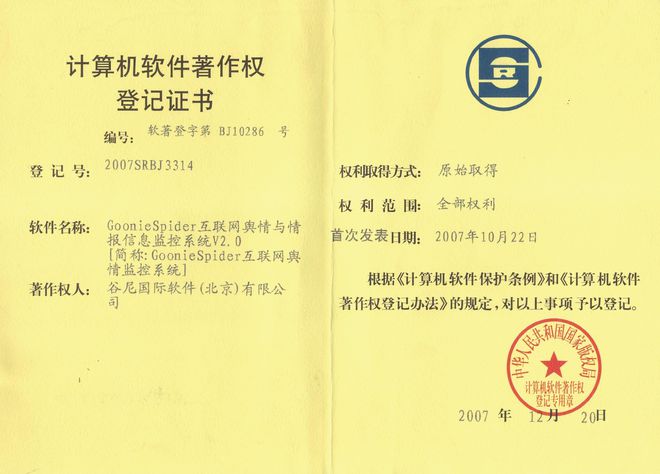 计算机软件著作权
登记证书
编号： 软著登字第 BJ10286 号
登 记 号： 2007SRBJ3314
软件名称： GoonieSpider互联网舆情与情
报信息监控系统V2.0
[简称:GoonieSpider互联网舆
情监控系统]
著作权人： 谷尼国际软件(北京)有限公
司
SR
权利取得方式： 原始取得
权 利 范 围： 全部权利
首次发表日期： 2007年10月22日
根据《计算机软件保护条例》和《计算机软件
著作权登记办法》的规定，对以上事项予以登记。
中华人民共和国国家版权局
计算机软件著作权
登记专用章
2007 年 12月 20日